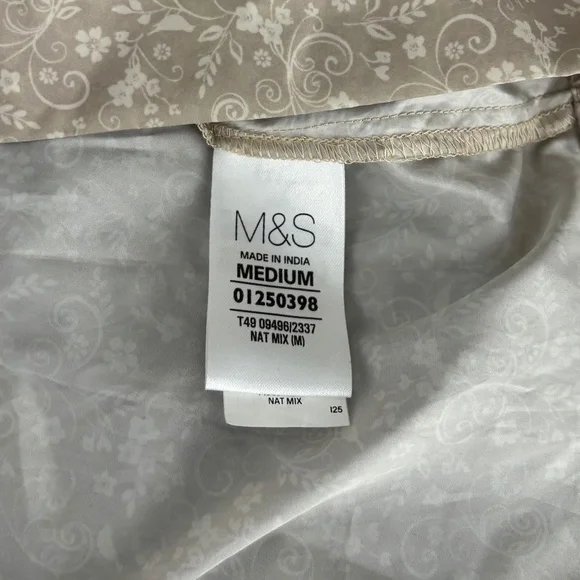 M&S
MADE IN INDIA
MEDIUM
01250398
T49 09496/2337
NAT MIX (M)
NAT MIX
125